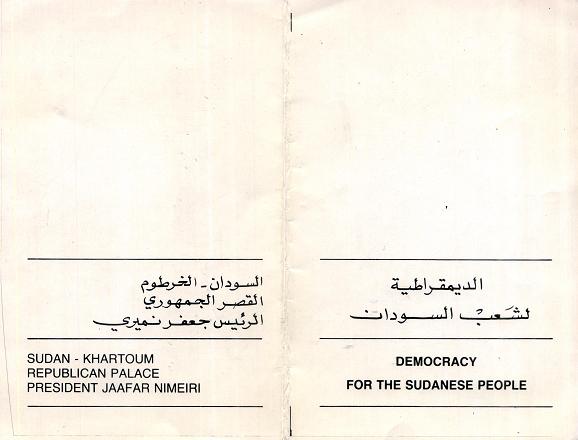 السودان - الخرطوم
القصر الجمهوري
الرئيس جعفر نميري
SUDAN - KHARTOUM
REPUBLICAN PALACE
PRESIDENT JAAFAR NIMEIRI
الديمقراطية
لشعب السودان
DEMOCRACY
FOR THE SUDANESE PEOPLE